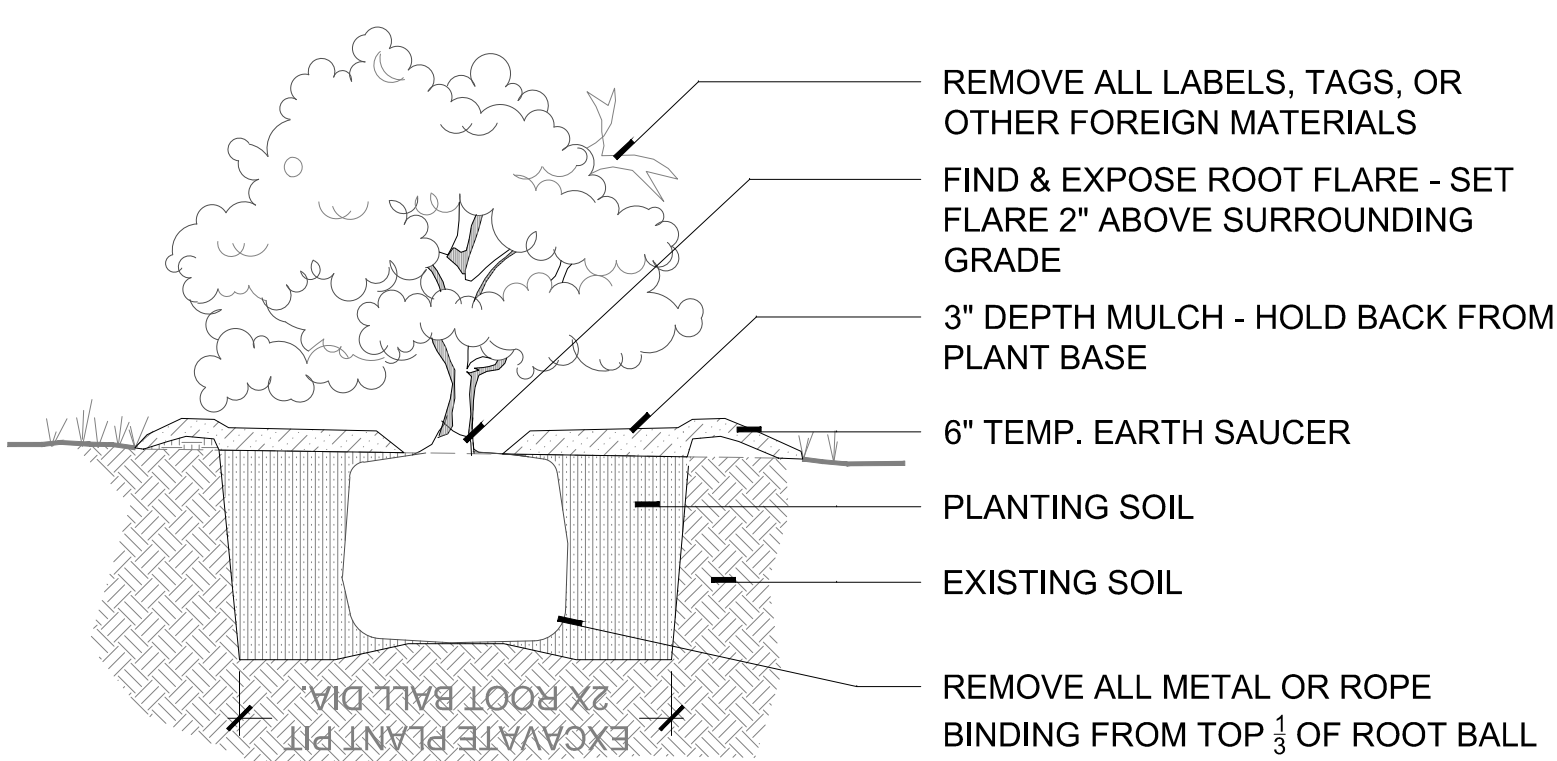 REMOVE ALL LABELS, TAGS, OR
OTHER FOREIGN MATERIALS
FIND & EXPOSE ROOT FLARE - SET
FLARE 2" ABOVE SURROUNDING
GRADE
3" DEPTH MULCH - HOLD BACK FROM
PLANT BASE
6" TEMP. EARTH SAUCER
PLANTING SOIL
EXISTING SOIL
REMOVE ALL METAL OR ROPE
BINDING FROM TOP 1/3 OF ROOT BALL
EXCAVATE PLANT PIT
2X ROOT BALL DIA.